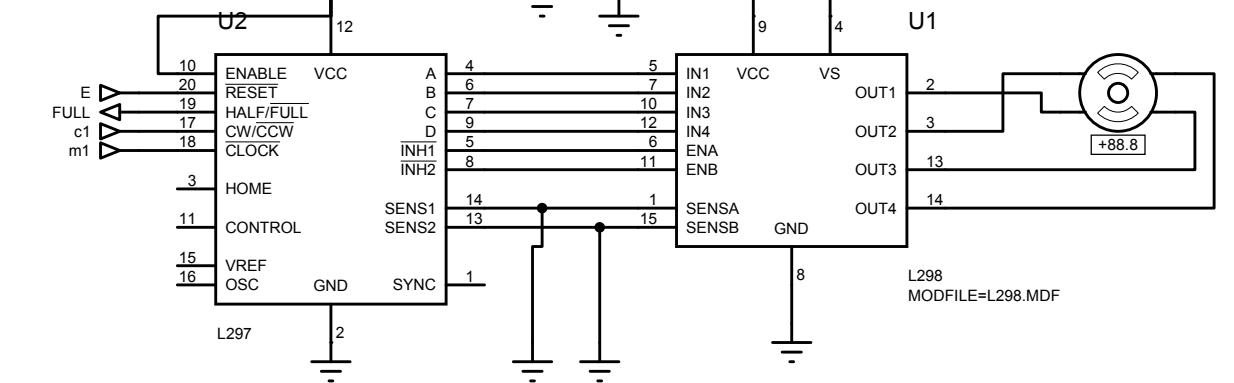 U2
12
9
4
U1
10 ENABLE VCC A 4
5 IN1 VCC VS
E 20 RESET B 6
7 IN2 OUT1 2
FULL 19 HALF/FULL C 7
10 IN3
c1 17 CW/CCW D 9
12 IN4 OUT2 3
m1 18 CLOCK INH1 5
6 ENA
+88.8
INH2 8
11 ENB OUT3 13
3 HOME
SENS1 14
1 SENSA OUT4 14
11 CONTROL SENS2 13
15 SENSB GND
15 VREF
16 OSC GND SYNC 1
8
L298
MODFILE=L298.MDF
L297
2